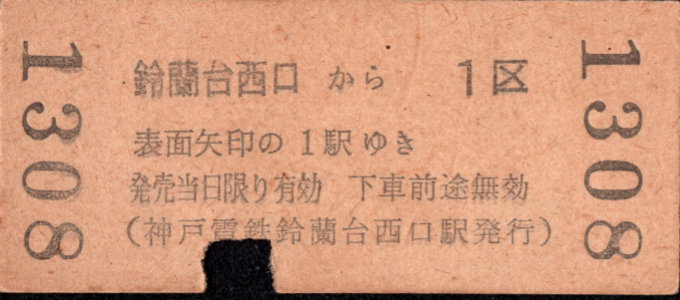 1308
鈴蘭台西口 から 1区
表面矢印の 1駅ゆき
発売当日限り有効 下車前途無効
(神戸電鉄鈴蘭台西口駅発行)
1308